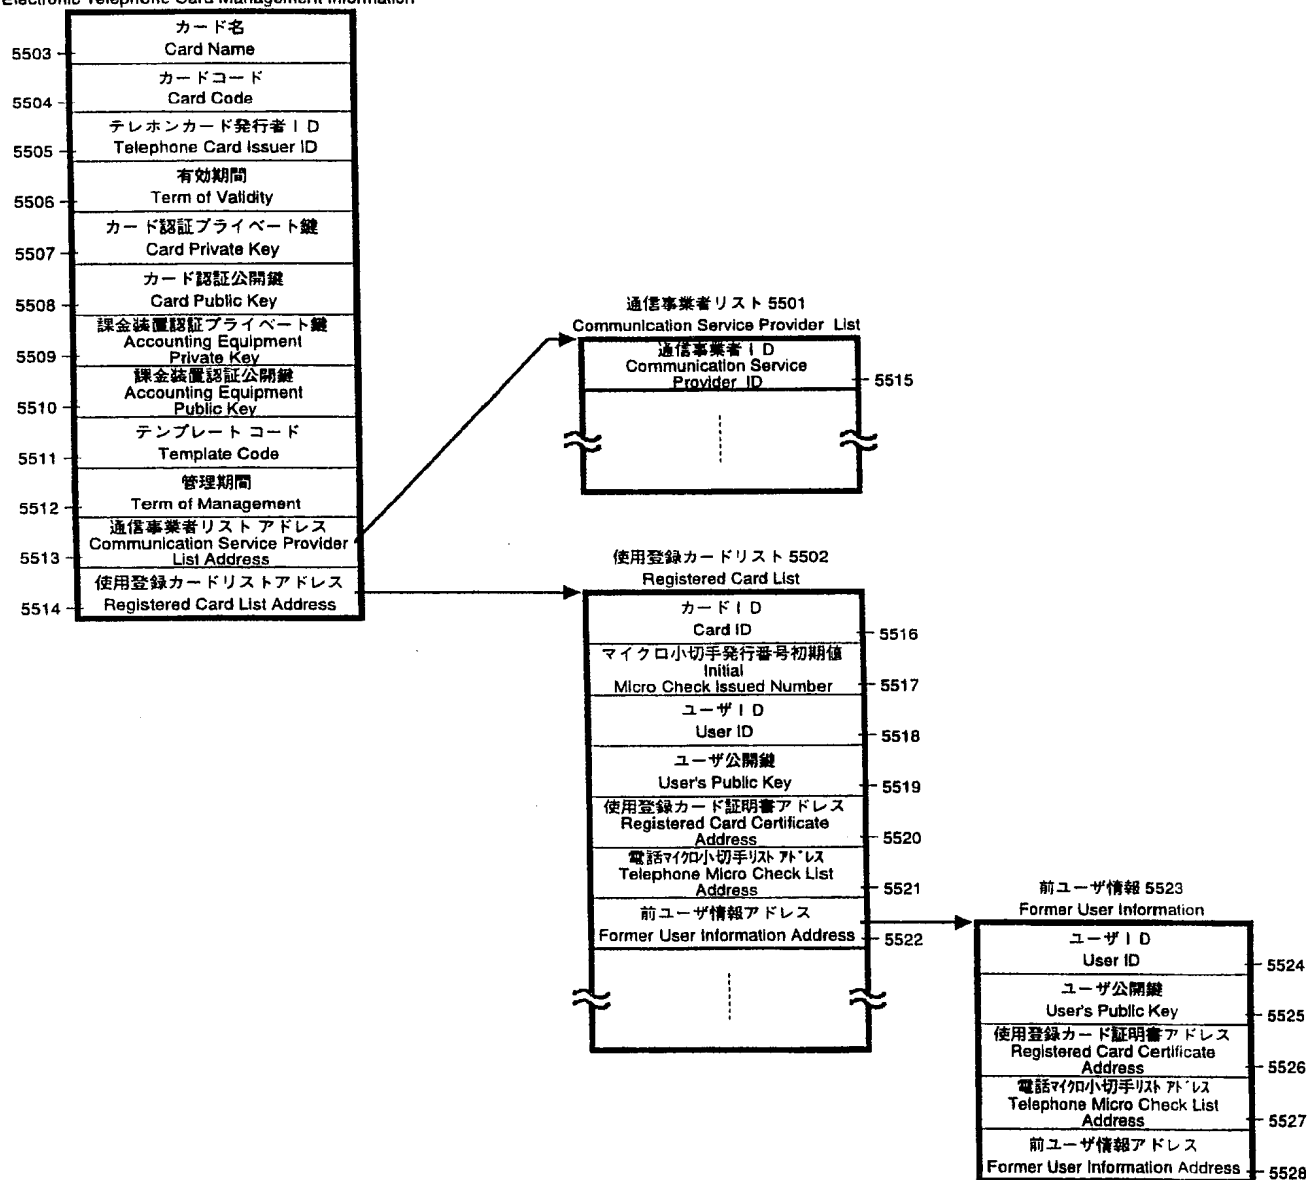 Electronic Telephone Card Management Information
カード名
Card Name
5503
カードコード
Card Code
5504
テレホンカード発行者ＩＤ
Telephone Card Issuer ID
5505
有効期間
Term of Validity
5506
カード認証プライベート鍵
Card Private Key
5507
カード認証公開鍵
Card Public Key
5508
課金装置認証プライベート鍵
Accounting Equipment
Private Key
5509
課金装置認証公開鍵
Accounting Equipment
Public Key
5510
テンプレート コード
Template Code
5511
管理期間
Term of Management
5512
通信事業者リスト アドレス
Communication Service Provider
List Address
5513
使用登録カードリストアドレス
Registered Card List Address
5514
通信事業者リスト 5501
Communication Service Provider List
通信事業者ＩＤ
Communication Service
Provider ID
5515
使用登録カードリスト 5502
Registered Card List
カードＩＤ
Card ID
5516
マイクロ小切手発行番号初期値
Initial
Micro Check Issued Number
5517
ユーザＩＤ
User ID
5518
ユーザ公開鍵
User's Public Key
5519
使用登録カード証明書アドレス
Registered Card Certificate
Address
5520
電話マイクロ小切手リスト アドレス
Telephone Micro Check List
Address
5521
前ユーザ情報アドレス
Former User Information Address
5522
前ユーザ情報 5523
Former User Information
ユーザＩＤ
User ID
5524
ユーザ公開鍵
User's Public Key
5525
使用登録カード証明書アドレス
Registered Card Certificate
Address
5526
電話マイクロ小切手リスト アドレス
Telephone Micro Check List
Address
5527
前ユーザ情報アドレス
Former User Information Address
5528